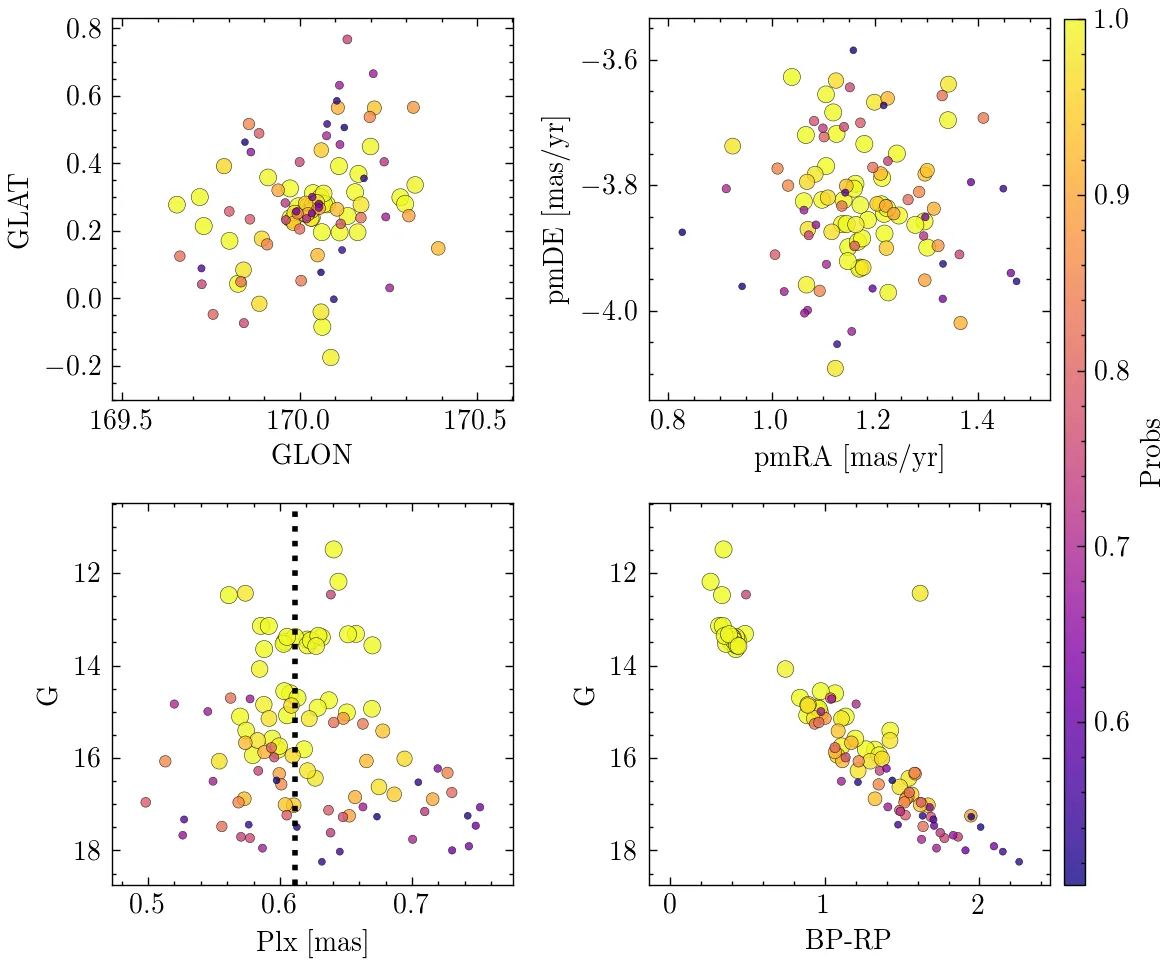 0.8
0.6
0.4
0.2
0.0
−0.2
GLAT
169.5 170.0 170.5
GLON
−3.6
−3.8
−4.0
pmDE [mas/yr]
0.8 1.0 1.2 1.4
pmRA [mas/yr]
12
14
16
18
G
0.5 0.6 0.7
Plx [mas]
12
14
16
18
G
0 1 2
BP-RP
1.0
0.9
0.8
0.7
0.6
Probs